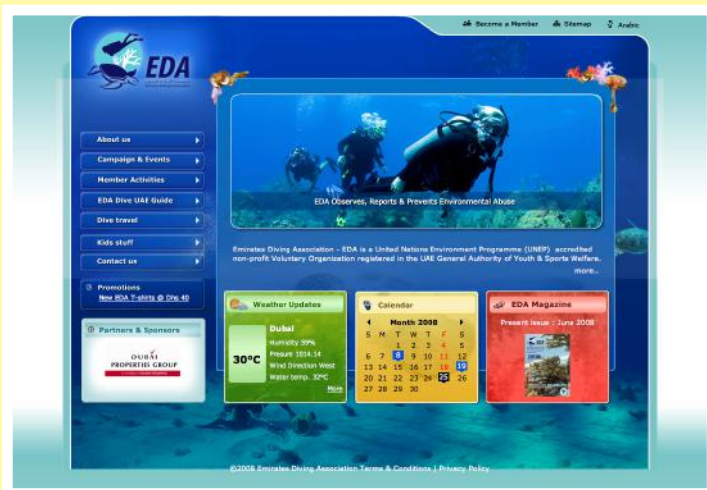 Become a Member Sitemap Arabic
EDA
About us
Campaign & Events
Member Activities
EDA Dive UAE Guide
Dive travel
Kids stuff
Contact us
Promotions
New EDA T-shirts @ Dhs 40
Partners & Sponsors
DUBAI
PROPERTIES GROUP
EDA Observes, Reports & Prevents Environmental Abuse
Emirates Diving Association - EDA is a United Nations Environment Programme (UNEP) accredited
non-profit Voluntary Organization registered in the UAE General Authority of Youth & Sports Welfare.
more...
Weather Updates
Dubai
30°C
Humidity 59%
Presure 1014.14
Wind Direction West
Water temp. 32°C
More
Calendar
Month 2008
S M T W T F S
1 2 3 4 5
6 7 8 9 10 11 12
13 14 15 16 17 18 19
20 21 22 23 24 25 26
27 28 29 30
EDA Magazine
Present Issue : June 2008
©2008 Emirates Diving Association Terms & Conditions | Privacy Policy